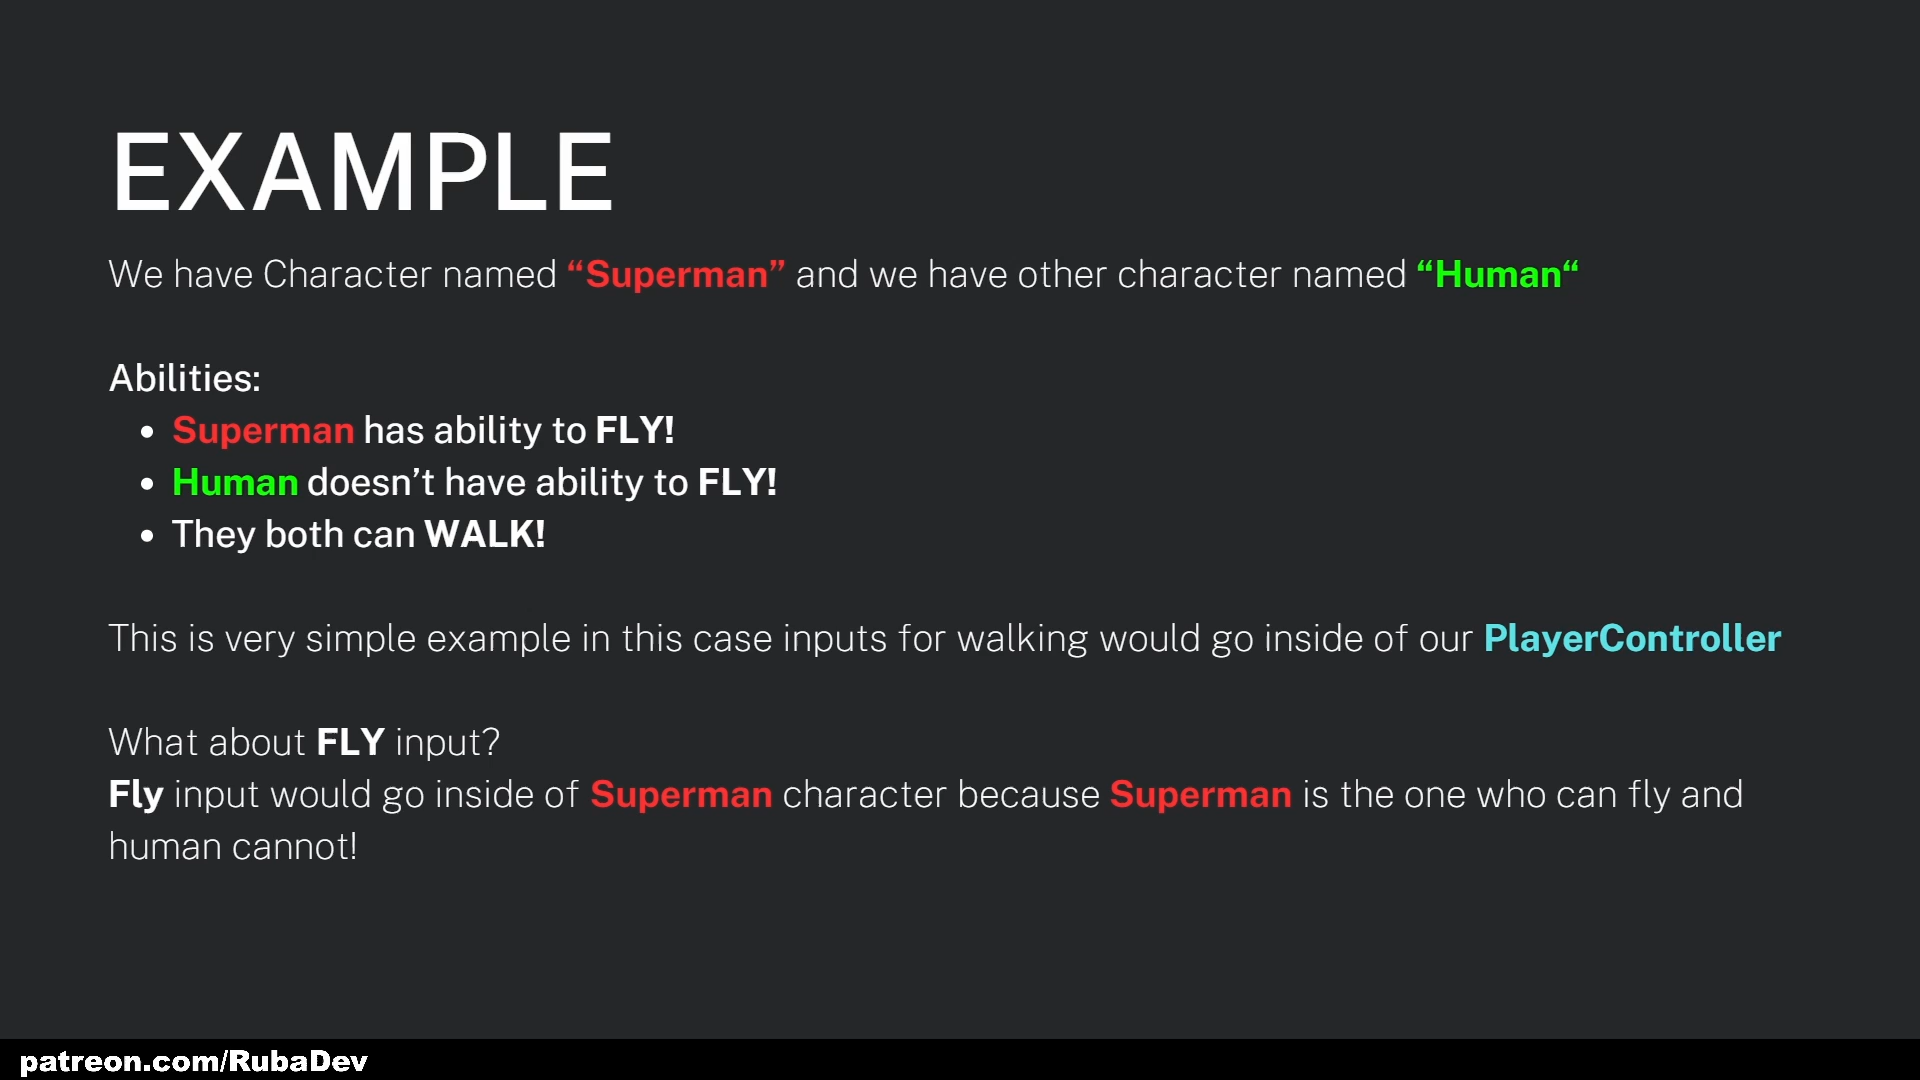 EXAMPLE
We have Character named “Superman” and we have other character named “Human“
Abilities:
• Superman has ability to FLY!
• Human doesn’t have ability to FLY!
• They both can WALK!
This is very simple example in this case inputs for walking would go inside of our PlayerController
What about FLY input?
Fly input would go inside of Superman character because Superman is the one who can fly and
human cannot!
patreon.com/RubaDev